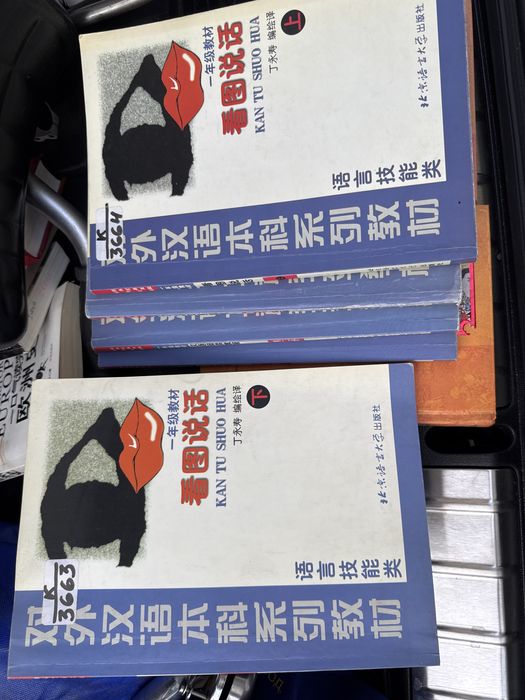 一年级教材
看图说话
KAN TU SHUO HUA
上
丁永寿 编绘译
北京语言大学出版社
语言技能类
K
3664
对外汉语本科系列教材
一年级教材
看图说话
KAN TU SHUO HUA
下
丁永寿 编绘译
北京语言大学出版社
语言技能类
K
3663
对外汉语本科系列教材
欧洲